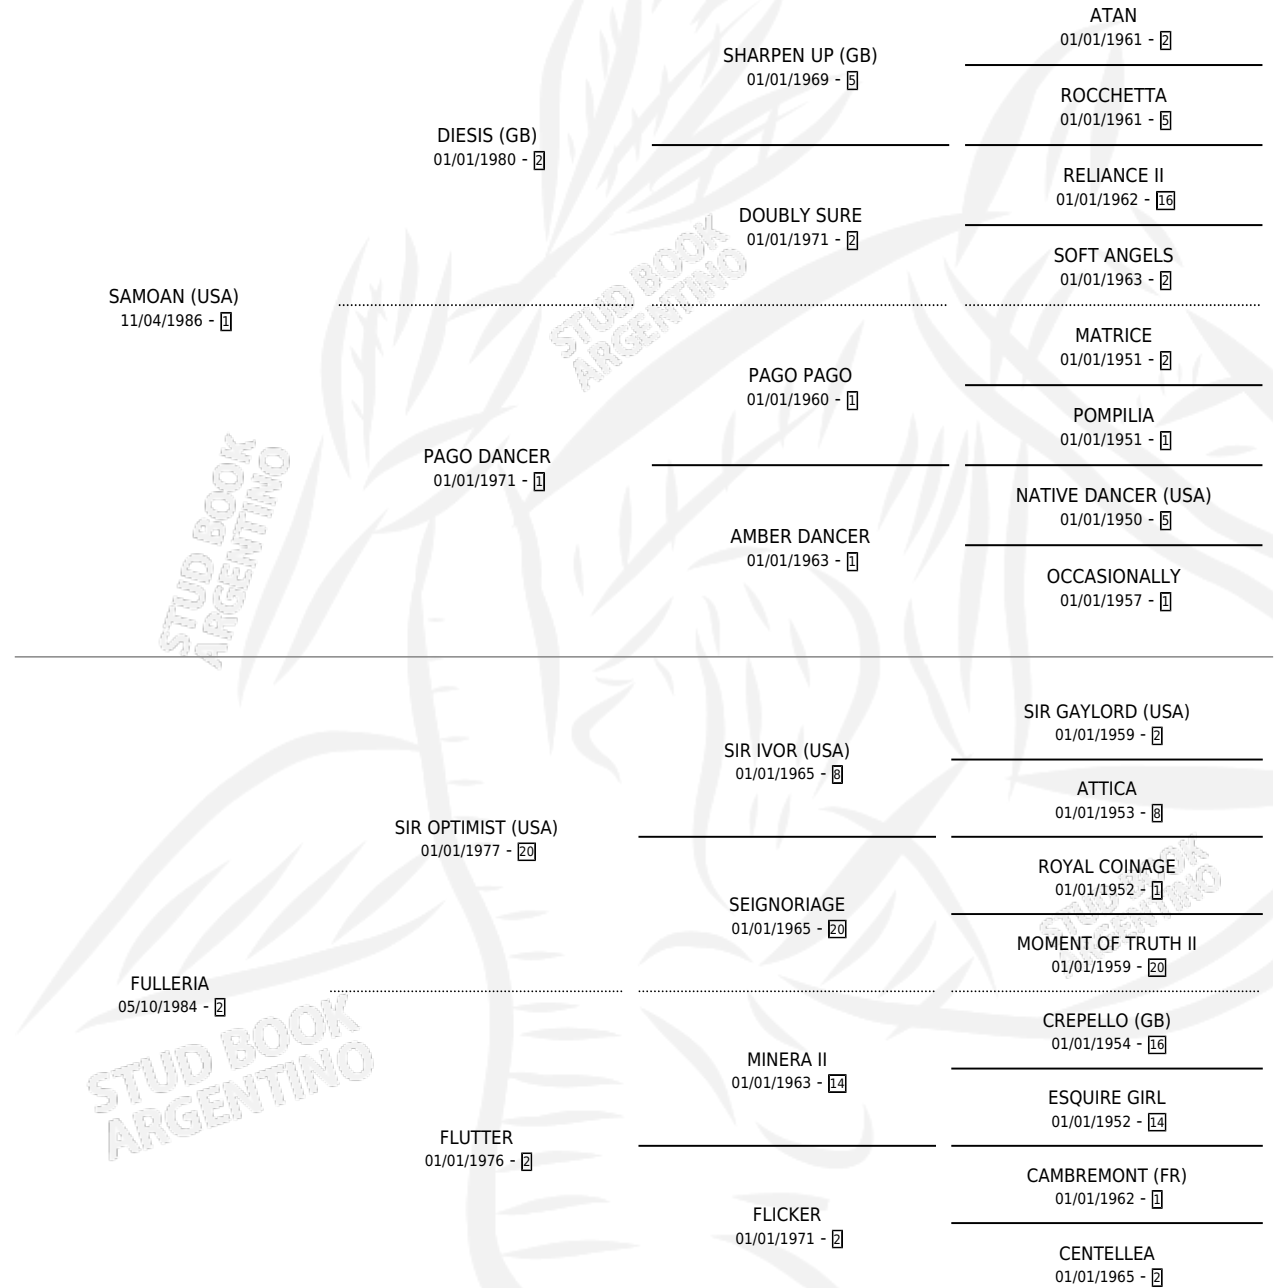 ATAN
01/01/1961 - 2
SHARPEN UP (GB)
01/01/1969 - 5
ROCCHETTA
01/01/1961 - 5
DIESIS (GB)
01/01/1980 - 2
RELIANCE II
01/01/1962 - 16
DOUBLY SURE
01/01/1971 - 2
SOFT ANGELS
01/01/1963 - 2
SAMOAN (USA)
11/04/1986 - 1
MATRICE
01/01/1951 - 2
PAGO PAGO
01/01/1960 - 1
POMPILIA
01/01/1951 - 1
PAGO DANCER
01/01/1971 - 1
NATIVE DANCER (USA)
01/01/1950 - 5
AMBER DANCER
01/01/1963 - 1
OCCASIONALLY
01/01/1957 - 1
STUD BOOK
ARGENTINO
STUD BOOK
ARGENTINO
SIR GAYLORD (USA)
01/01/1959 - 2
SIR IVOR (USA)
01/01/1965 - 8
ATTICA
01/01/1953 - 8
SIR OPTIMIST (USA)
01/01/1977 - 20
ROYAL COINAGE
01/01/1952 - 1
SEIGNORIAGE
01/01/1965 - 20
MOMENT OF TRUTH II
01/01/1959 - 20
FULLERIA
05/10/1984 - 2
CREPELLO (GB)
01/01/1954 - 16
MINERA II
01/01/1963 - 14
ESQUIRE GIRL
01/01/1952 - 14
FLUTTER
01/01/1976 - 2
CAMBREMONT (FR)
01/01/1962 - 1
FLICKER
01/01/1971 - 2
CENTELLEA
01/01/1965 - 2
STUD BOOK
ARGENTINO
STUD BOOK
ARGENTINO